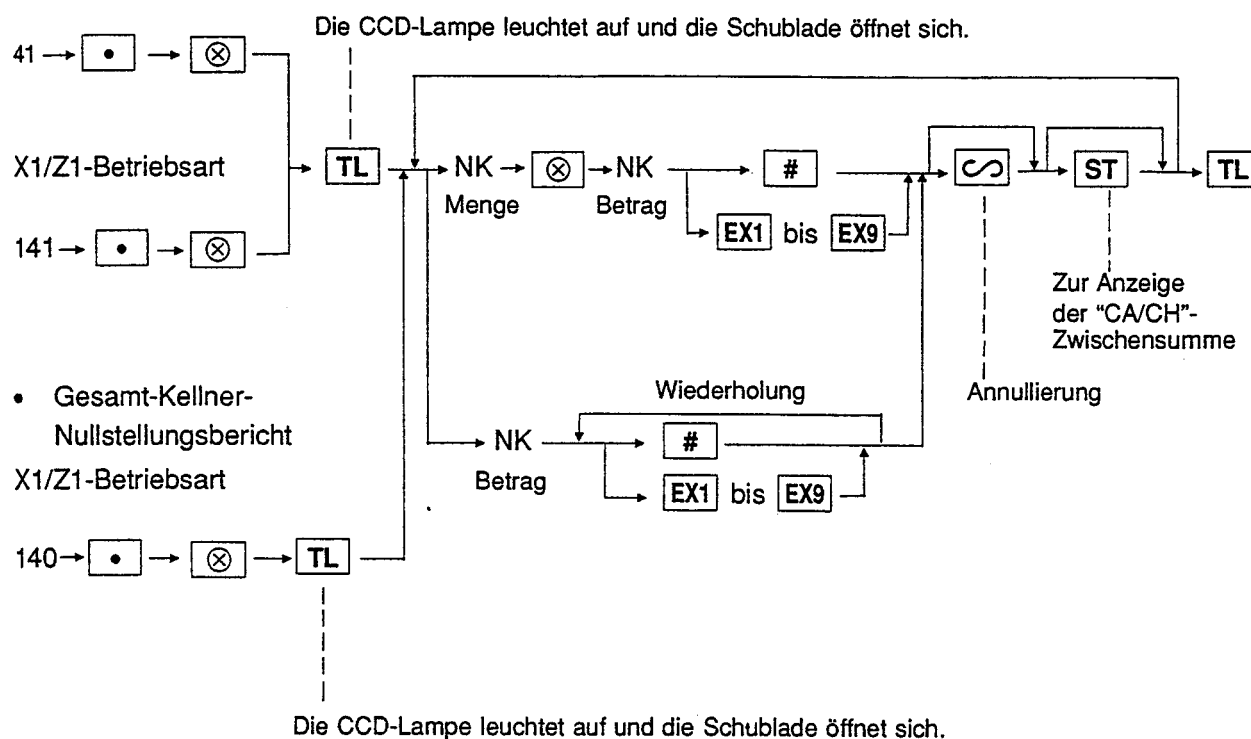 Die CCD-Lampe leuchtet auf und die Schublade öffnet sich.
41 → • → ⊗
X1/Z1-Betriebsart
TL → NK → ⊗ → NK → # → ᔕ → ST → TL
Menge Betrag
EX1 bis EX9
141 → • → ⊗
Zur Anzeige
der “CA/CH”-
Zwischensumme
Wiederholung
Annullierung
• Gesamt-Kellner-
Nullstellungsbericht
NK → #
X1/Z1-Betriebsart
Betrag
EX1 bis EX9
140 → • → ⊗ → TL
Die CCD-Lampe leuchtet auf und die Schublade öffnet sich.